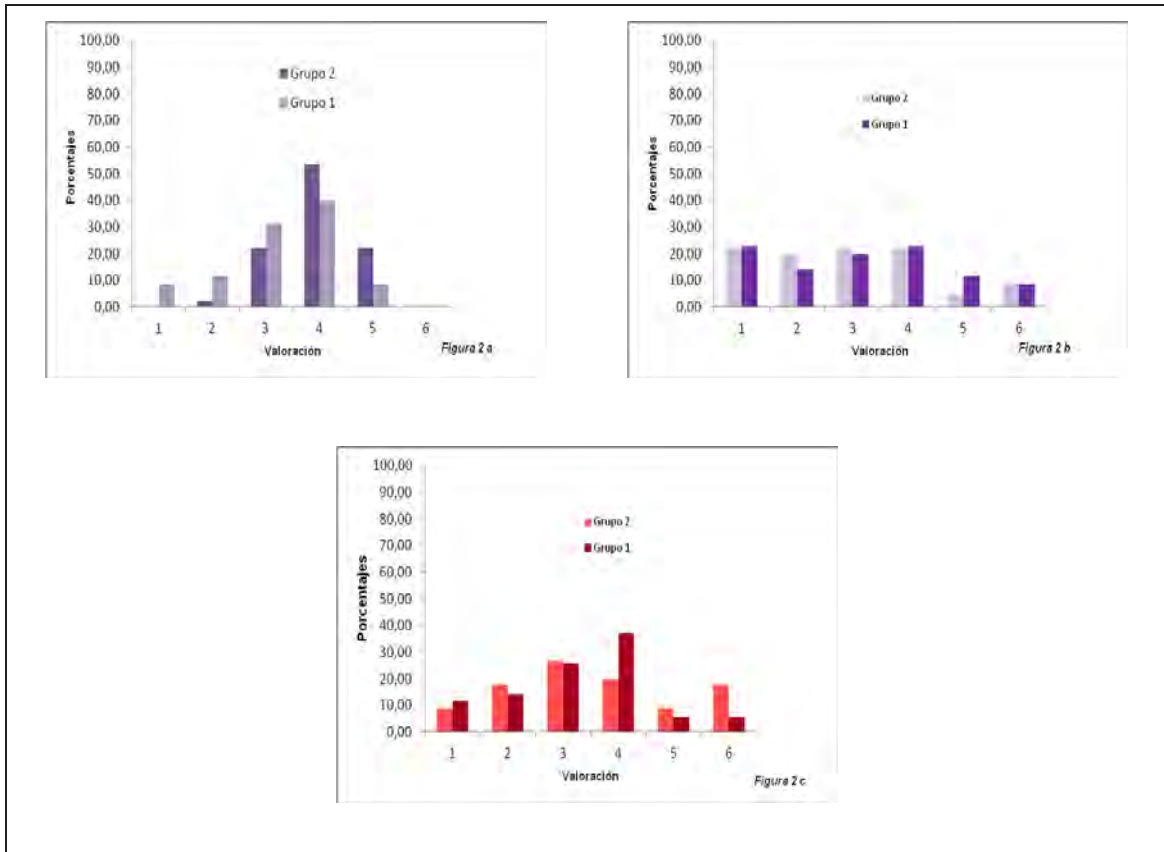 100,00
90,00
80,00
70,00
60,00
50,00
40,00
30,00
20,00
10,00
0,00
Porcentajes
Grupo 2
Grupo 1
1 2 3 4 5 6
Valoración
Figura 2 a
100,00
90,00
80,00
70,00
60,00
50,00
40,00
30,00
20,00
10,00
0,00
Porcentajes
Grupo 2
Grupo 1
1 2 3 4 5 6
Valoración
Figura 2 b
100,00
90,00
80,00
70,00
60,00
50,00
40,00
30,00
20,00
10,00
0,00
Porcentajes
Grupo 2
Grupo 1
1 2 3 4 5 6
Valoración
Figura 2 c